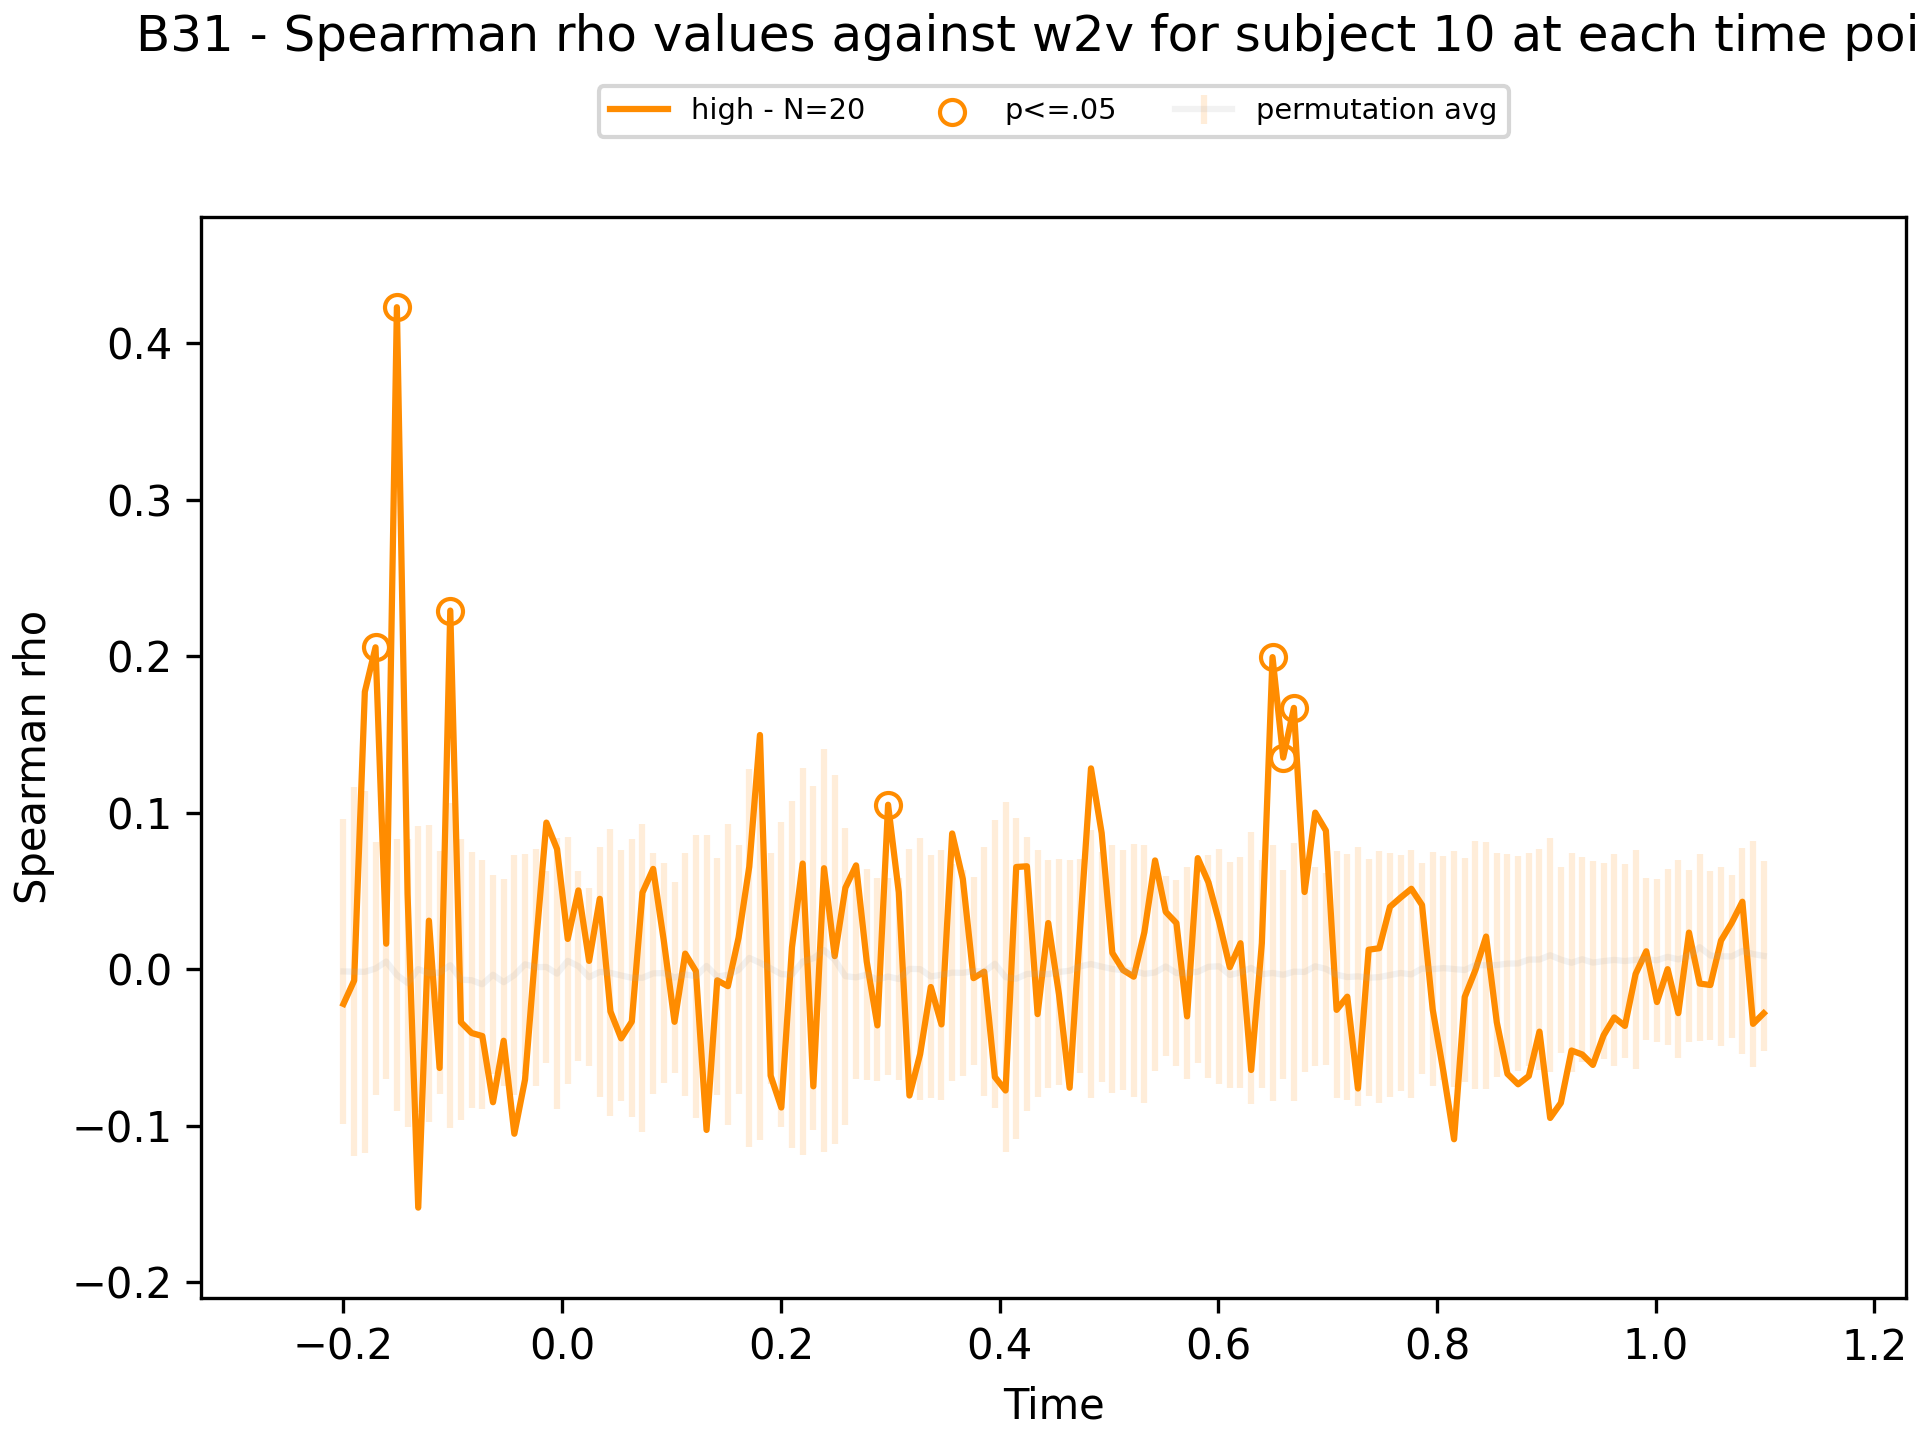 B31 - Spearman rho values against w2v for subject 10 at each time poi
high - N=20 p<=.05 permutation avg
0.4
0.3
0.2
0.1
0.0
−0.1
−0.2
Spearman rho
−0.2 0.0 0.2 0.4 0.6 0.8 1.0 1.2
Time